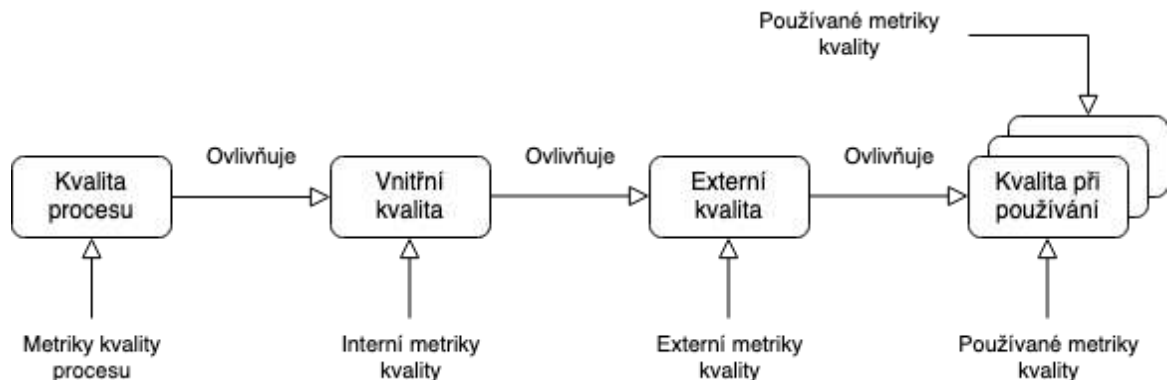 Používané metriky
kvality
Ovlivňuje
Ovlivňuje
Ovlivňuje
Kvalita
procesu
Vnitřní
kvalita
Externí
kvalita
Kvalita při
používání
Metriky kvality
procesu
Interní metriky
kvality
Externí metriky
kvality
Používané metriky
kvality